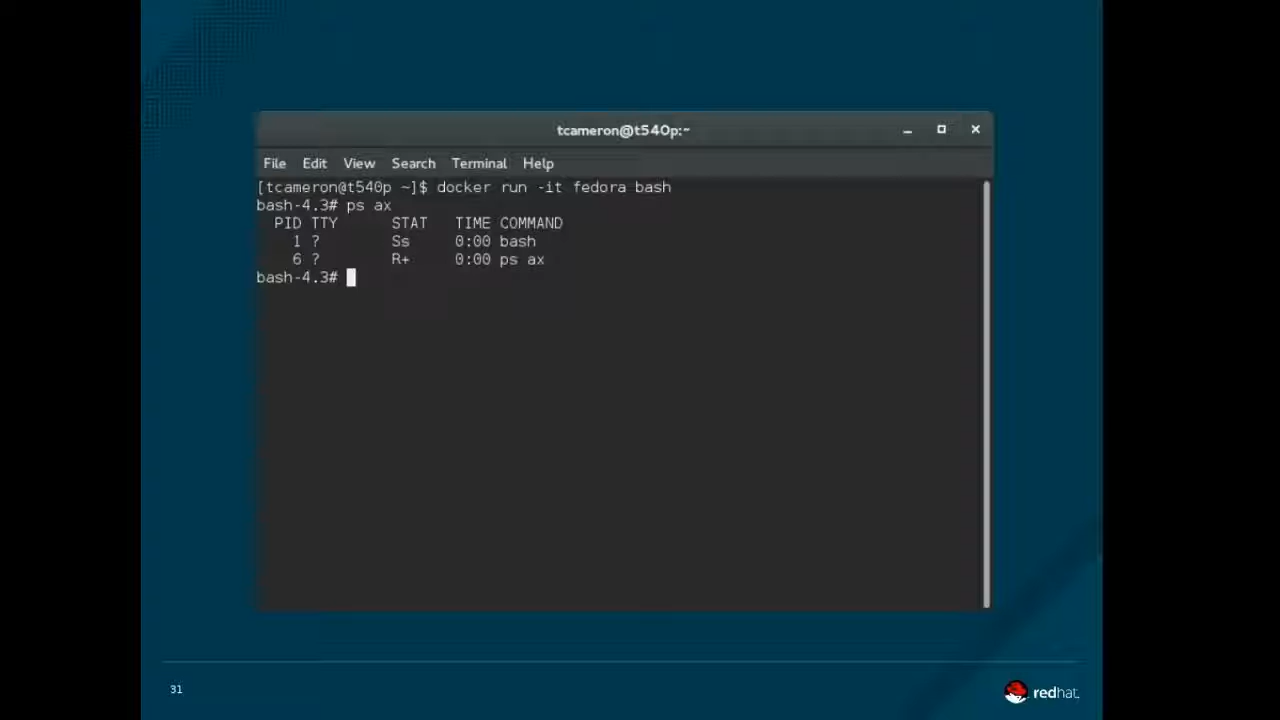 tcameron@t540p:~
File Edit View Search Terminal Help
[tcameron@t540p ~]$ docker run -it fedora bash
bash-4.3# ps ax
PID TTY STAT TIME COMMAND
1 ? Ss 0:00 bash
6 ? R+ 0:00 ps ax
bash-4.3#
31
redhat.